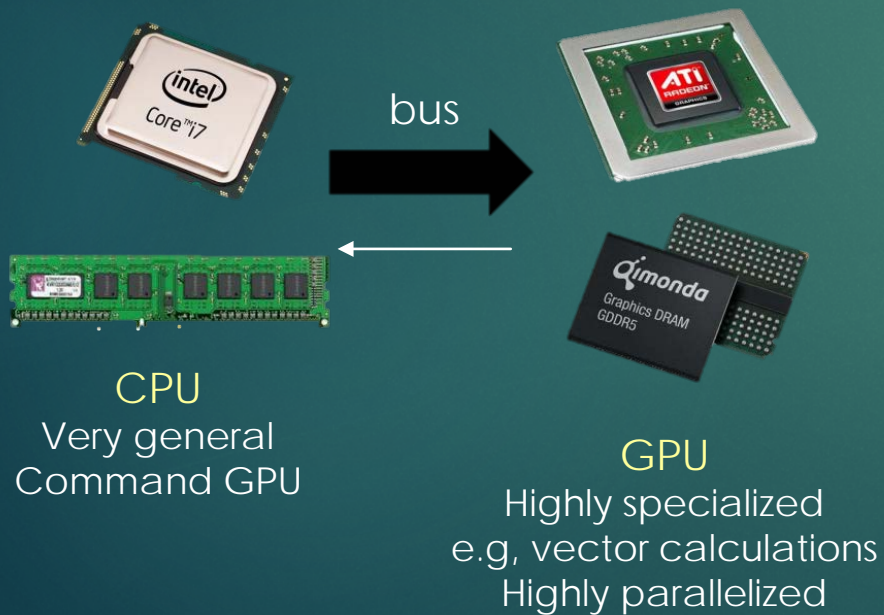 intel
Core™i7
bus
ATI
RADEON
GRAPHICS
Qimonda
Graphics DRAM
GDDR5
CPU
Very general
Command GPU
GPU
Highly specialized
e.g, vector calculations
Highly parallelized